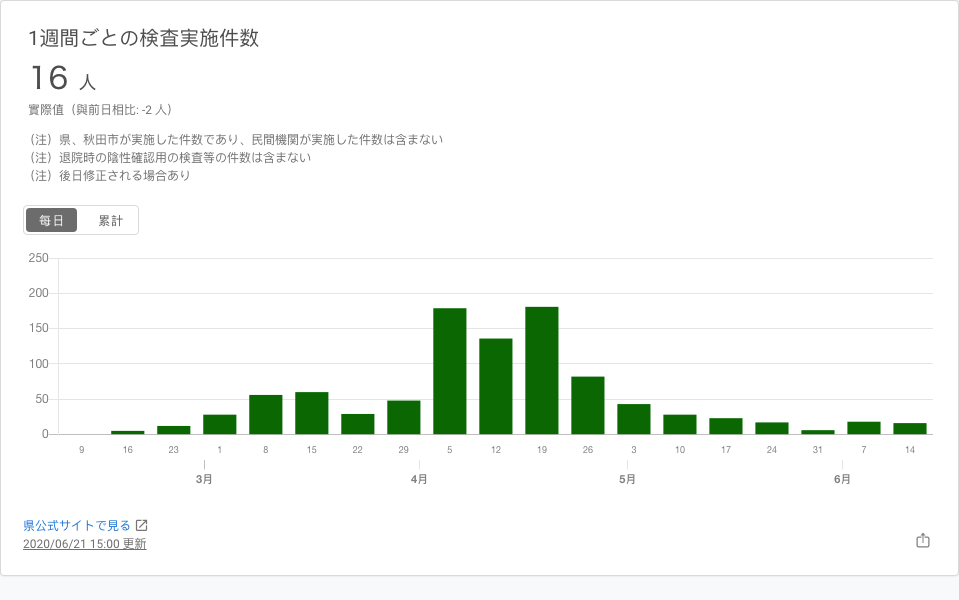 1週間ごとの検査実施件数
16 人
實際值（與前日相比: -2 人）
（注）県、秋田市が実施した件数であり、民間機関が実施した件数は含まない
（注）退院時の陰性確認用の検査等の件数は含まない
（注）後日修正される場合あり
每日 累計
250
200
150
100
50
0
9 16 23 1 8 15 22 29 5 12 19 26 3 10 17 24 31 7 14
3月 4月 5月 6月
県公式サイトで見る
2020/06/21 15:00 更新